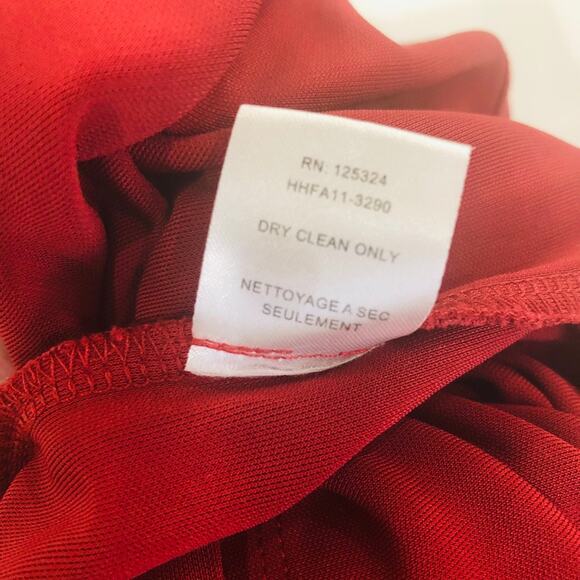 RN: 125324
HHFA11-3290
DRY CLEAN ONLY
NETTOYAGE A SEC
SEULEMENT